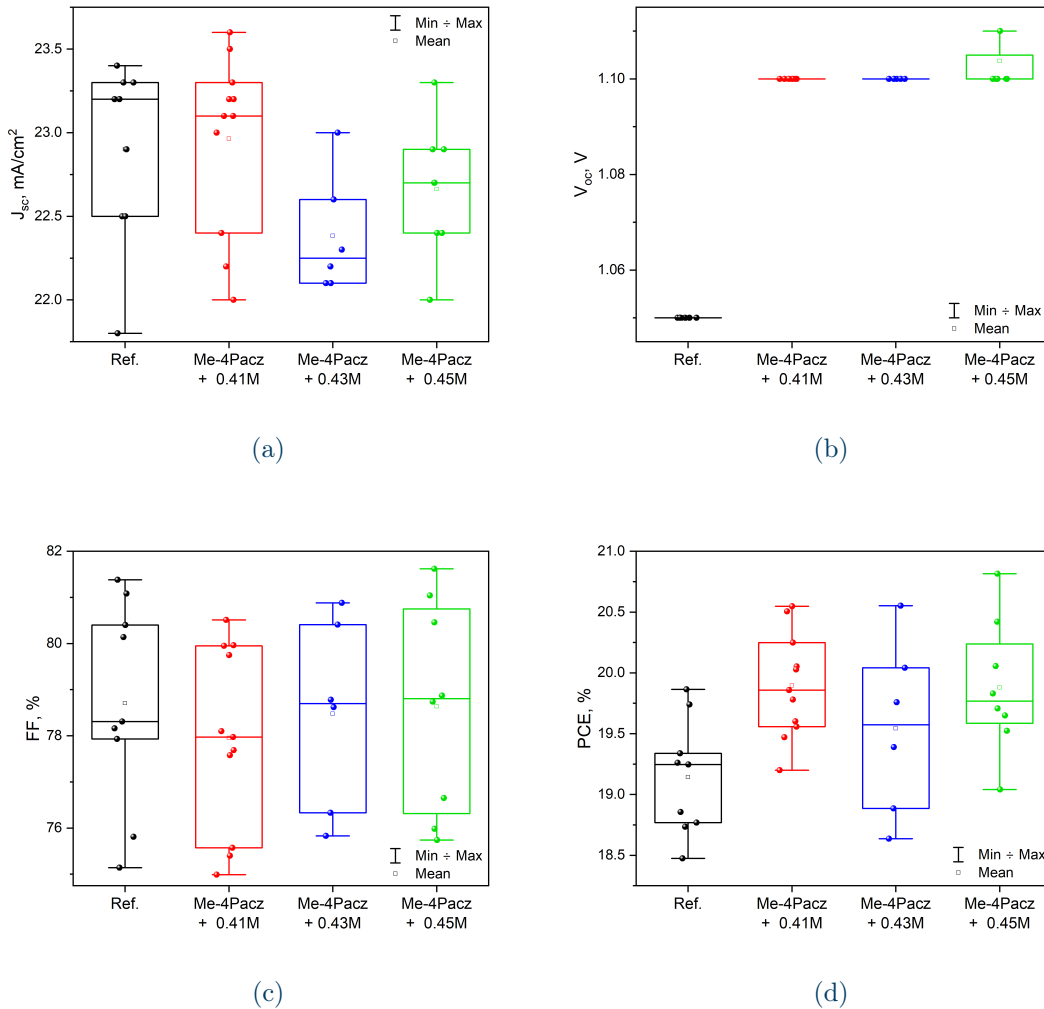 Min ÷ Max
Mean
23.5
23.0
22.5
22.0
J_sc, mA/cm²
Ref.
Me-4Pacz + 0.41M
Me-4Pacz + 0.43M
Me-4Pacz + 0.45M
(a)
1.10
1.08
1.06
V_oc, V
Min ÷ Max
Mean
Ref.
Me-4Pacz + 0.41M
Me-4Pacz + 0.43M
Me-4Pacz + 0.45M
(b)
82
80
78
76
FF, %
Min ÷ Max
Mean
Ref.
Me-4Pacz + 0.41M
Me-4Pacz + 0.43M
Me-4Pacz + 0.45M
(c)
21.0
20.5
20.0
19.5
19.0
18.5
PCE, %
Min ÷ Max
Mean
Ref.
Me-4Pacz + 0.41M
Me-4Pacz + 0.43M
Me-4Pacz + 0.45M
(d)